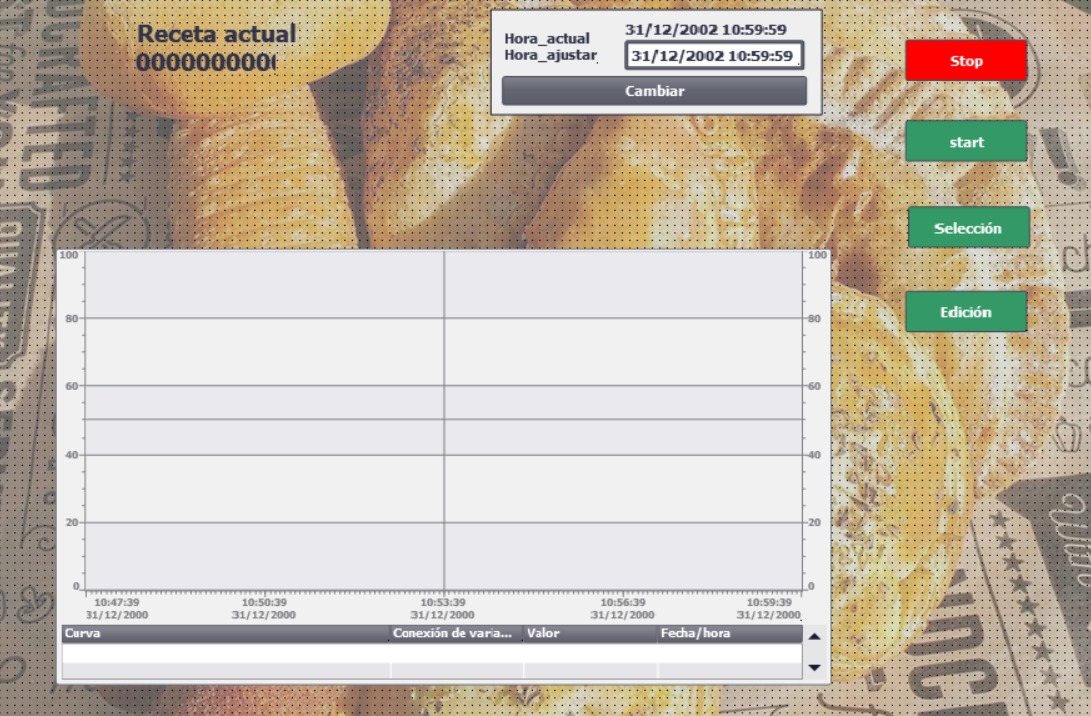 Receta actual
000000000
Hora_actual
31/12/2002 10:59:59
Hora_ajustar
31/12/2002 10:59:59
Cambiar
Stop
start
Selección
Edición
100
100
80
80
60
60
40
40
20
20
0
0
10:47:39
10:50:39
10:53:39
10:56:39
10:59:39
31/12/2000
31/12/2000
31/12/2000
31/12/2000
31/12/2000
Curva
Conexión de varia...
Valor
Fecha/hora